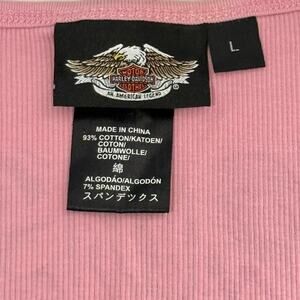 MOTOR
HARLEY-DAVIDSON
CLOTHES
AN AMERICAN LEGEND
L
MADE IN CHINA
93% COTTON/KATOEN/
COTON/
BAUMWOLLE/
COTONE/
綿
ALGODÃO/ALGODÓN
7% SPANDEX
スパンデックス